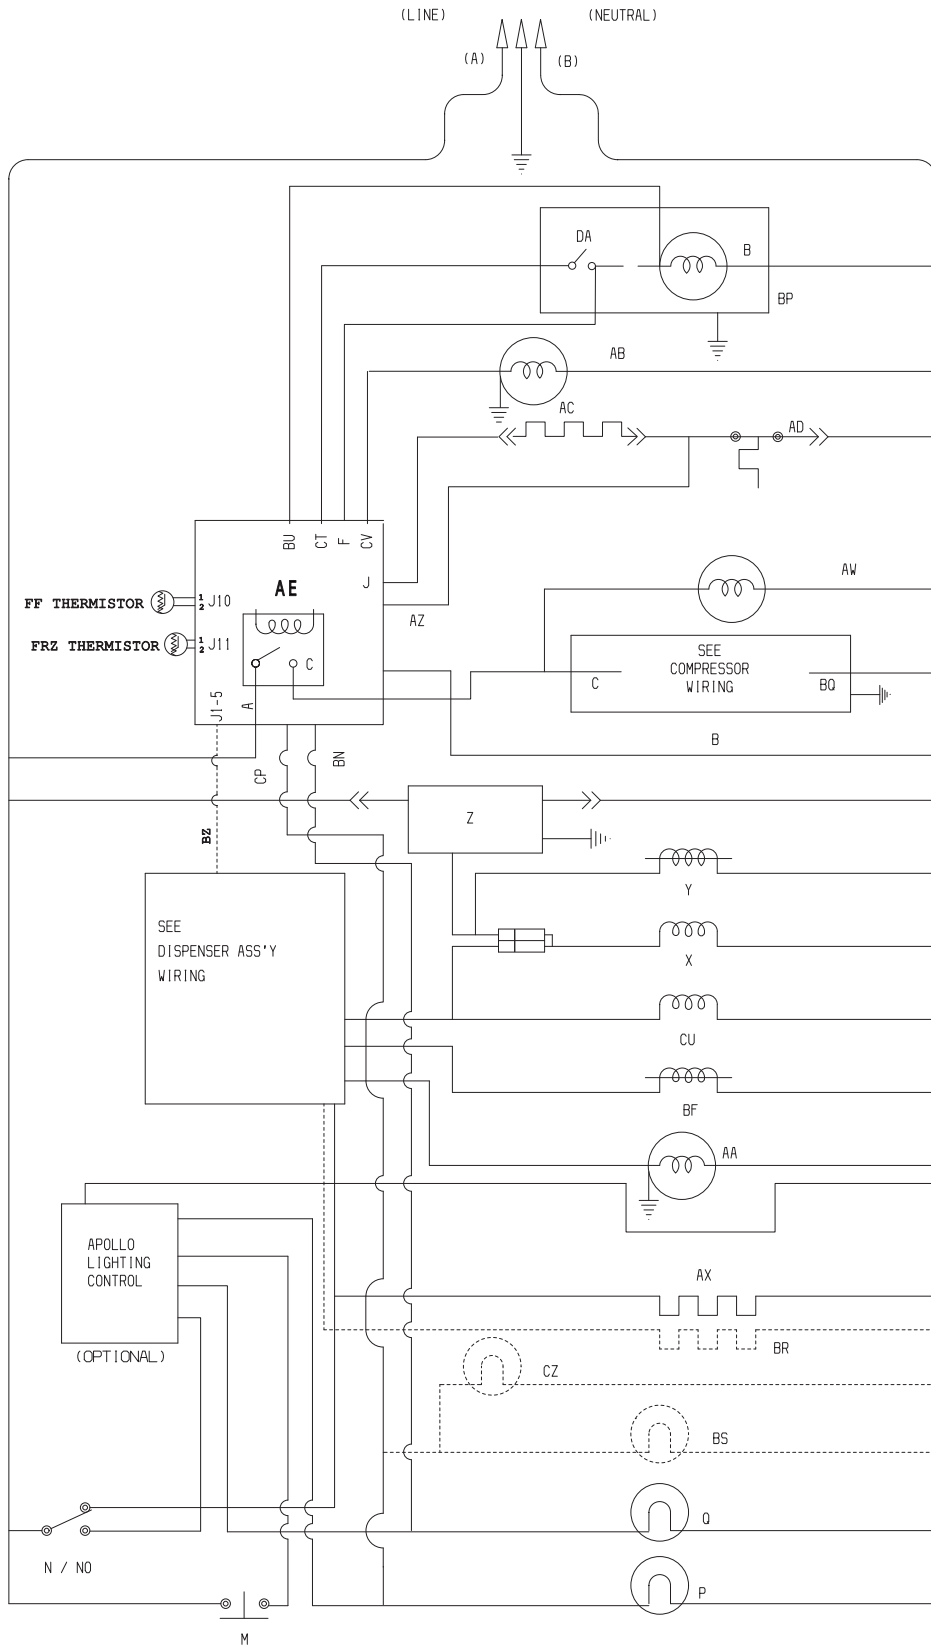 (LINE)
(NEUTRAL)
(A)
(B)
DA
B
BP
AB
AC
AD
BU
CT
F
CV
J
AE
AW
FF THERMISTOR
1
2
J10
AZ
FRZ THERMISTOR
1
2
J11
C
SEE
COMPRESSOR
WIRING
C
BQ
J1-5
A
B
CP
BN
Z
BZ
Y
SEE
DISPENSER ASS'Y
WIRING
X
CU
BF
AA
APOLLO
LIGHTING
CONTROL
AX
(OPTIONAL)
BR
CZ
BS
Q
N / NO
P
M